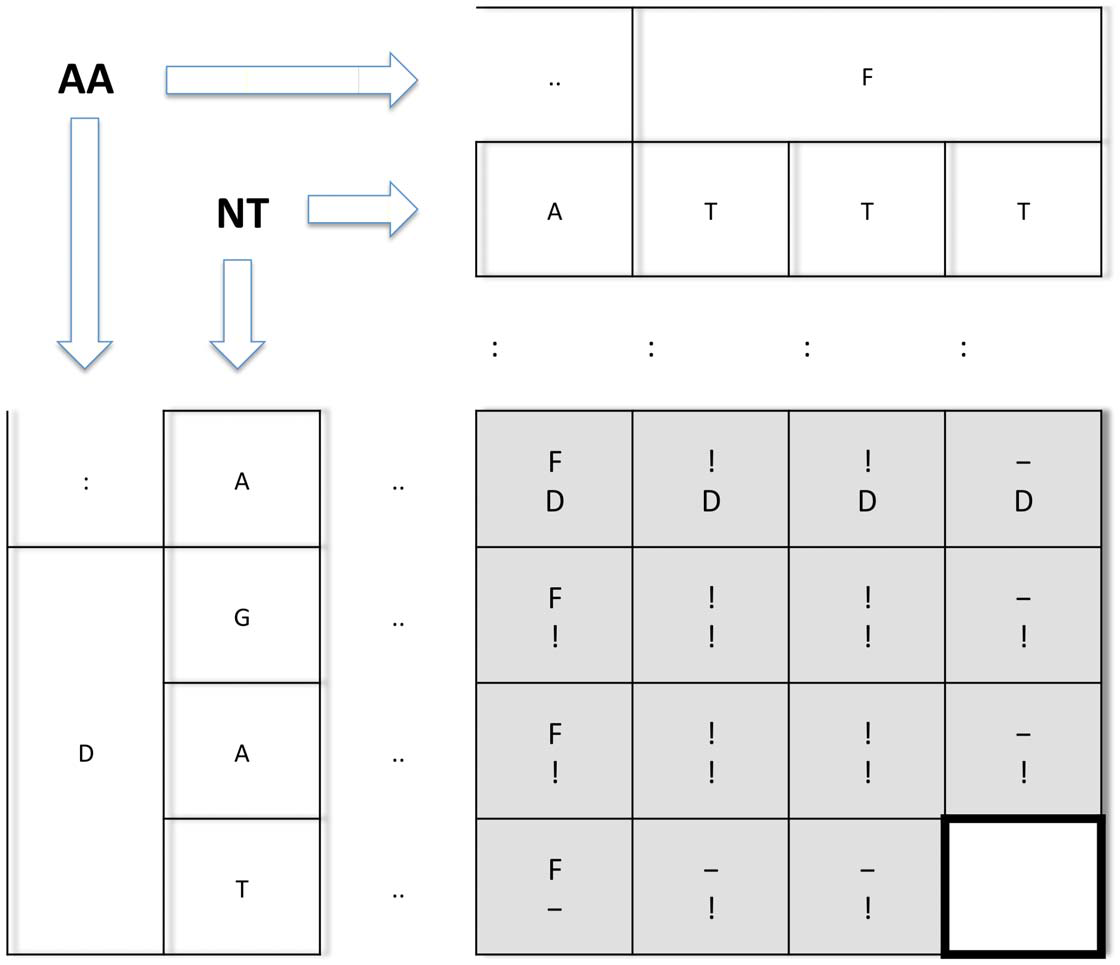 AA .. F
NT A T T T
: : : :
: A .. F ! ! –
D D D D
G .. F ! ! –
! ! ! !
D A .. F ! ! –
! ! ! !
T .. F – –
– ! !